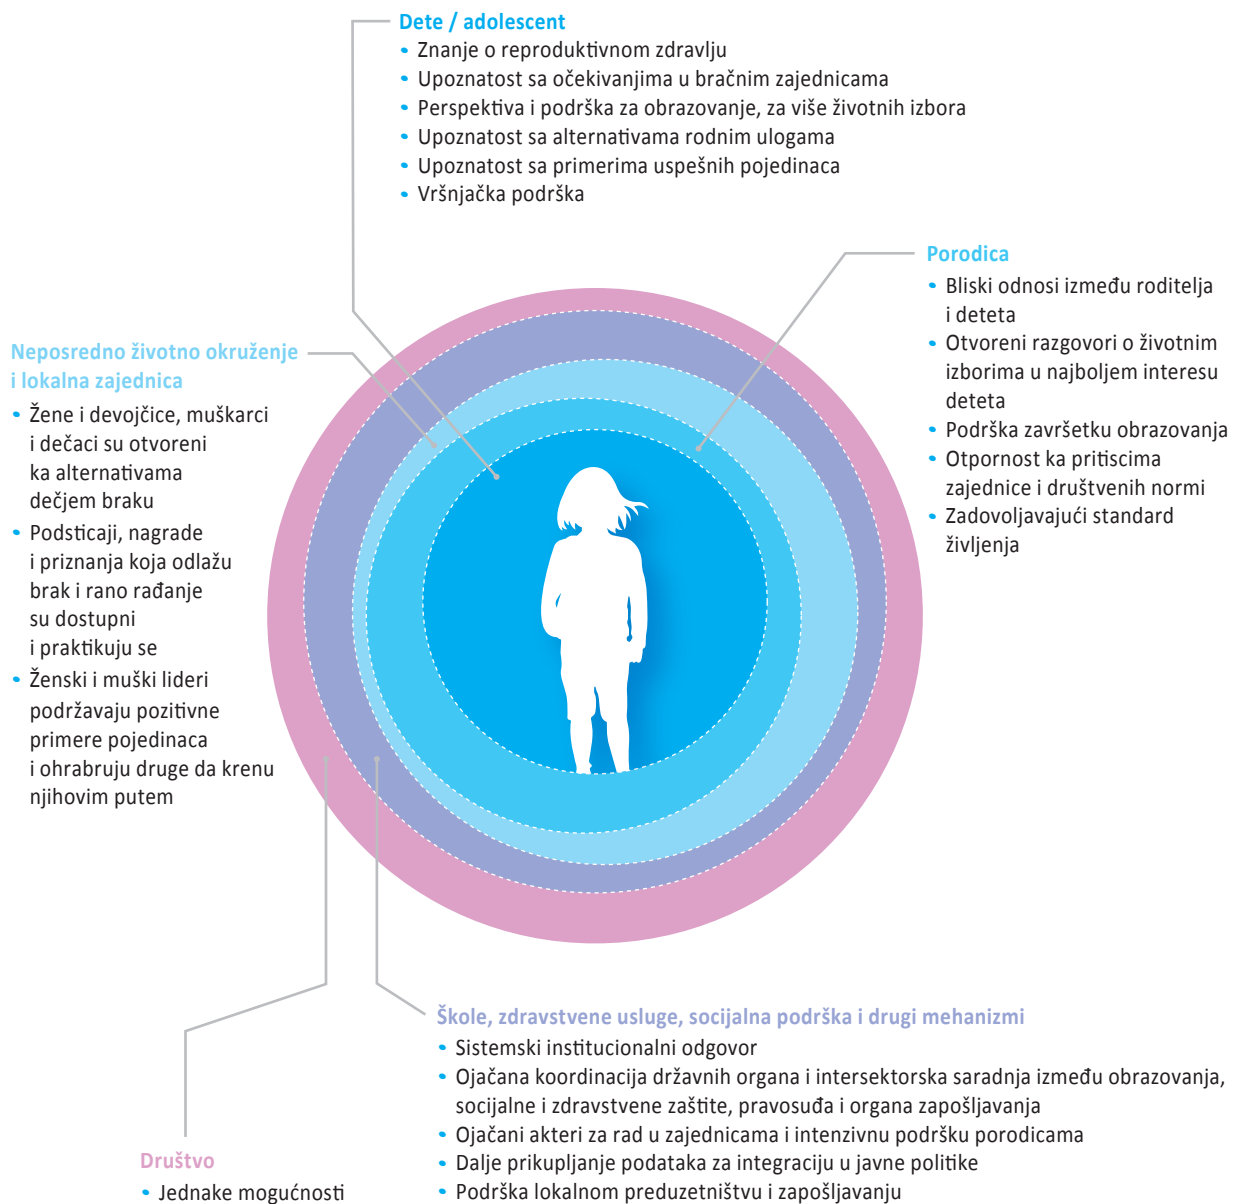 Dete / adolescent
• Znanje o reproduktivnom zdravlju
• Upoznatost sa očekivanjima u bračnim zajednicama
• Perspektiva i podrška za obrazovanje, za više životnih izbora
• Upoznatost sa alternativama rodnim ulogama
• Upoznatost sa primerima uspešnih pojedinaca
• Vršnjačka podrška
Porodica
• Bliski odnosi između roditelja
i deteta
• Otvoreni razgovori o životnim
izborima u najboljem interesu
deteta
• Podrška završetku obrazovanja
• Otpornost ka pritiscima
zajednice i društvenih normi
• Zadovoljavajući standard
življenja
Neposredno životno okruženje
i lokalna zajednica
• Žene i devojčice, muškarci
i dečaci su otvoreni
ka alternativama
dečjem braku
• Podsticaji, nagrade
i priznanja koja odlažu
brak i rano rađanje
su dostupni
i praktikuju se
• Ženski i muški lideri
podržavaju pozitivne
primere pojedinaca
i ohrabruju druge da krenu
njihovim putem
Škole, zdravstvene usluge, socijalna podrška i drugi mehanizmi
• Sistemski institucionalni odgovor
• Ojačana koordinacija državnih organa i intersektorska saradnja između obrazovanja,
socijalne i zdravstvene zaštite, pravosuđa i organa zapošljavanja
• Ojačani akteri za rad u zajednicama i intenzivnu podršku porodicama
• Dalje prikupljanje podataka za integraciju u javne politike
• Podrška lokalnom preduzetništvu i zapošljavanju
Društvo
• Jednake mogućnosti